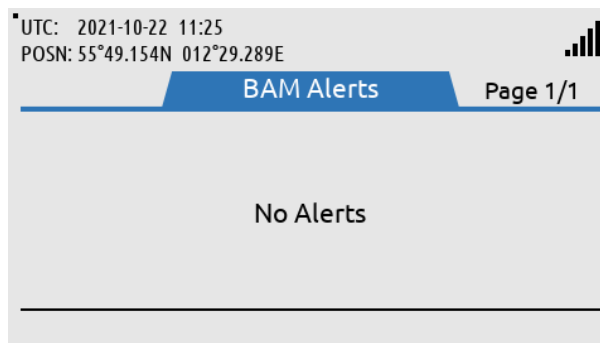 UTC: 2021-10-22 11:25
POSN: 55°49.154N 012°29.289E
BAM Alerts
Page 1/1
No Alerts